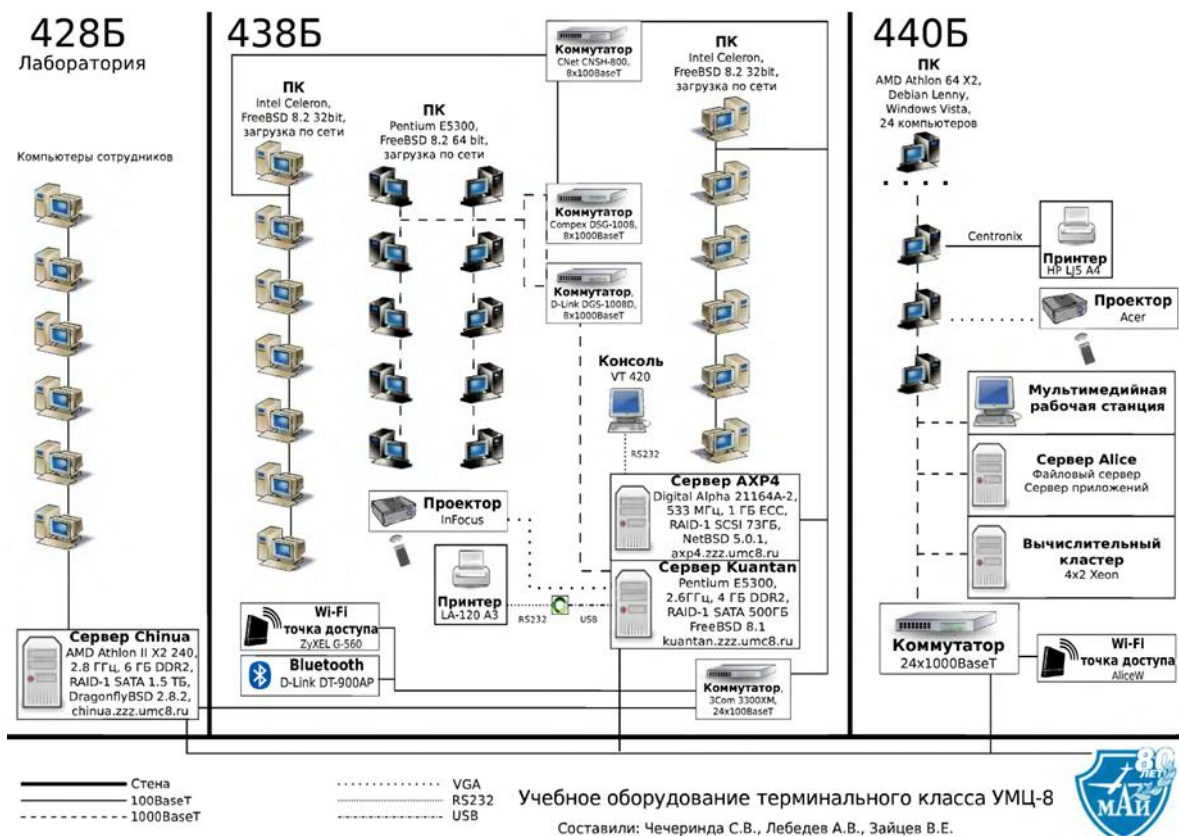 428Б
Лаборатория
Компьютеры сотрудников
Сервер Chinua
AMD Athlon II X2 240,
2.8 ГГц, 6 ГБ DDR2,
RAID-1 SATA 1.5 ТБ,
DragonflyBSD 2.8.2,
chinua.zzz.umc8.ru
438Б
ПК
Intel Celeron,
FreeBSD 8.2 32bit,
загрузка по сети
ПК
Pentium E5300,
FreeBSD 8.2 64 bit,
загрузка по сети
Коммутатор
CNet CNSH-800,
8x100BaseT
ПК
Intel Celeron,
FreeBSD 8.2 32bit,
загрузка по сети
Коммутатор
Compex DSG-1008,
8x1000BaseT
Коммутатор,
D-Link DGS-1008D,
8x1000BaseT
Консоль
VT 420
RS232
Проектор
InFocus
Принтер
LA-120 A3
RS232
USB
Сервер AXP4
Digital Alpha 21164A-2,
533 МГц, 1 ГБ ECC,
RAID-1 SCSI 73ГБ,
NetBSD 5.0.1,
axp4.zzz.umc8.ru
Сервер Kuantan
Pentium E5300,
2.6ГГц, 4 ГБ DDR2,
RAID-1 SATA 500ГБ
FreeBSD 8.1
kuantan.zzz.umc8.ru
Wi-Fi
точка доступа
ZyXEL G-560
Bluetooth
D-Link DT-900AP
Коммутатор,
3Com 3300XM,
24x100BaseT
440Б
ПК
AMD Athlon 64 X2,
Debian Lenny,
Windows Vista,
24 компьютеров
Centronix
Принтер
HP LJ5 A4
Проектор
Acer
Мультимедийная
рабочая станция
Сервер Alice
Файловый сервер
Сервер приложений
Вычислительный
кластер
4x2 Xeon
Коммутатор
24x1000BaseT
Wi-Fi
точка доступа
AliceW
Стена
100BaseT
1000BaseT
VGA
RS232
USB
Учебное оборудование терминального класса УМЦ-8
Составили: Чечеринда С.В., Лебедев А.В., Зайцев В.Е.
80
ЛЕТ
МАИ